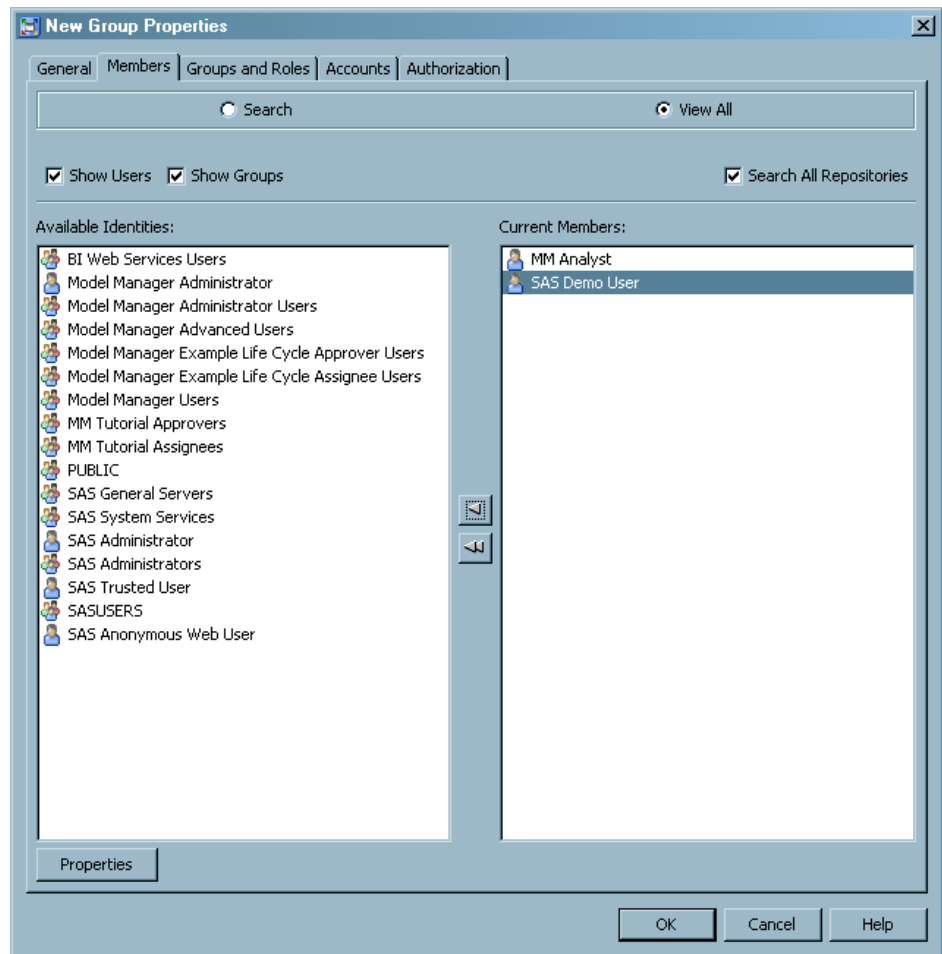 New Group Properties
General Members Groups and Roles Accounts Authorization
Search View All
Show Users Show Groups Search All Repositories
Available Identities:
BI Web Services Users
Model Manager Administrator
Model Manager Administrator Users
Model Manager Advanced Users
Model Manager Example Life Cycle Approver Users
Model Manager Example Life Cycle Assignee Users
Model Manager Users
MM Tutorial Approvers
MM Tutorial Assignees
PUBLIC
SAS General Servers
SAS System Services
SAS Administrator
SAS Administrators
SAS Trusted User
SASUSERS
SAS Anonymous Web User
Current Members:
MM Analyst
SAS Demo User
Properties
OK Cancel Help